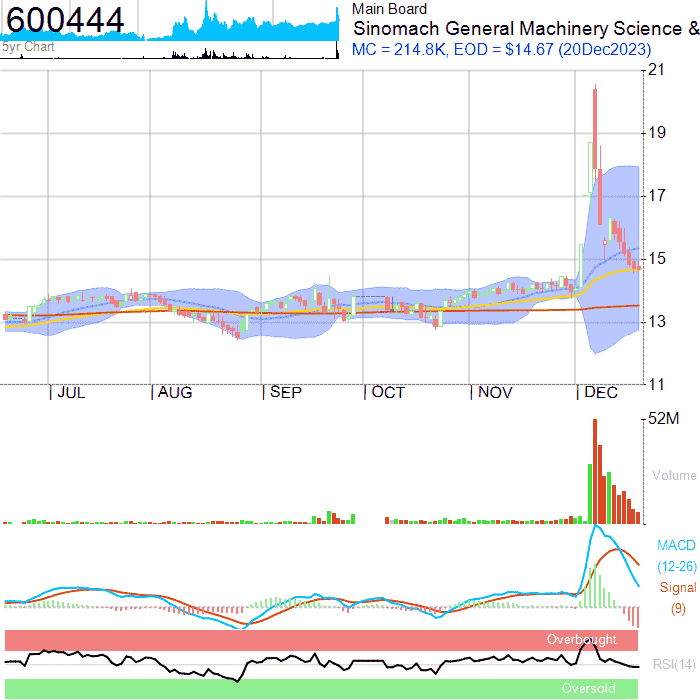 600444
5yr Chart
Main Board
Sinomach General Machinery Science &
MC = 214.8K, EOD = $14.67 (20Dec2023)
21
19
17
15
13
11
JUL AUG SEP OCT NOV DEC
52M
Volume
MACD
(12-26)
Signal
(9)
Overbought
RSI(14)
Oversold